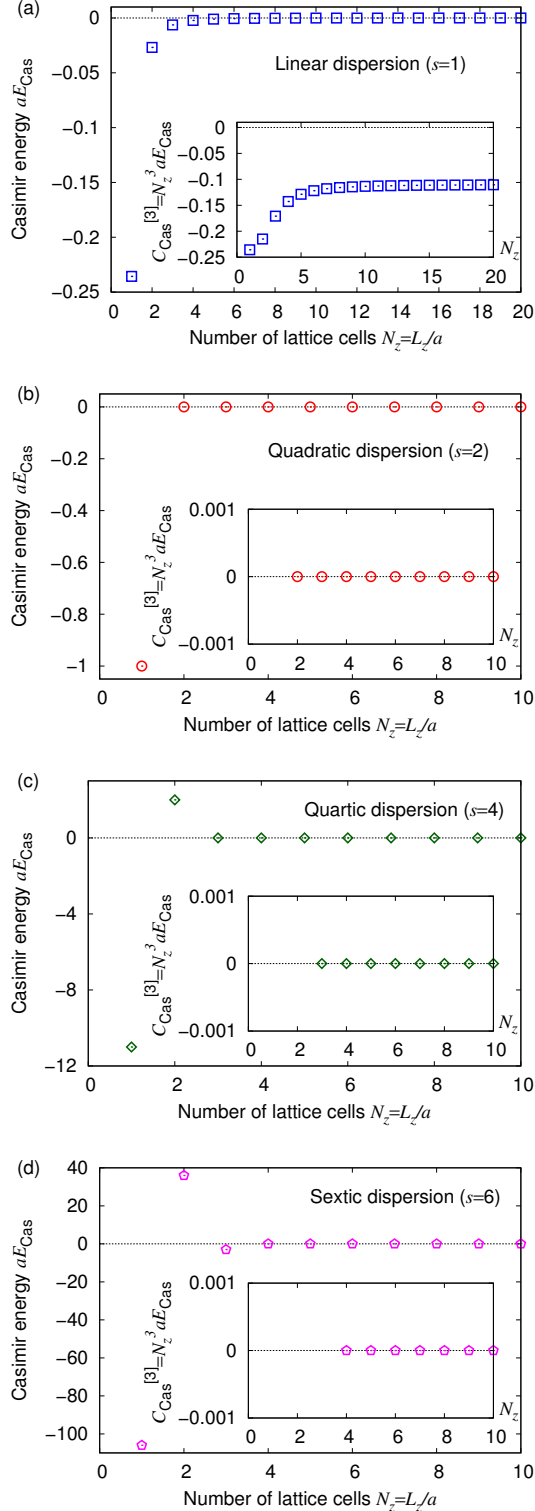 (a)
0
−0.05
−0.1
−0.15
−0.2
−0.25
Casimir energy aE_Cas
Linear dispersion (s=1)
0
−0.05
−0.10
−0.15
−0.20
−0.25
C_Cas^[3]=N_z^3 aE_Cas
N_z
0 5 10 15 20
0 2 4 6 8 10 12 14 16 18 20
Number of lattice cells N_z=L_z/a
(b)
0
−0.2
−0.4
−0.6
−0.8
−1
Casimir energy aE_Cas
Quadratic dispersion (s=2)
0.001
0
−0.001
C_Cas^[3]=N_z^3 aE_Cas
N_z
0 2 4 6 8 10
0 2 4 6 8 10
Number of lattice cells N_z=L_z/a
(c)
0
−4
−8
−12
Casimir energy aE_Cas
Quartic dispersion (s=4)
0.001
0
−0.001
C_Cas^[3]=N_z^3 aE_Cas
N_z
0 2 4 6 8 10
0 2 4 6 8 10
Number of lattice cells N_z=L_z/a
(d)
40
20
0
−20
−40
−60
−80
−100
Casimir energy aE_Cas
Sextic dispersion (s=6)
0.001
0
−0.001
C_Cas^[3]=N_z^3 aE_Cas
N_z
0 2 4 6 8 10
0 2 4 6 8 10
Number of lattice cells N_z=L_z/a